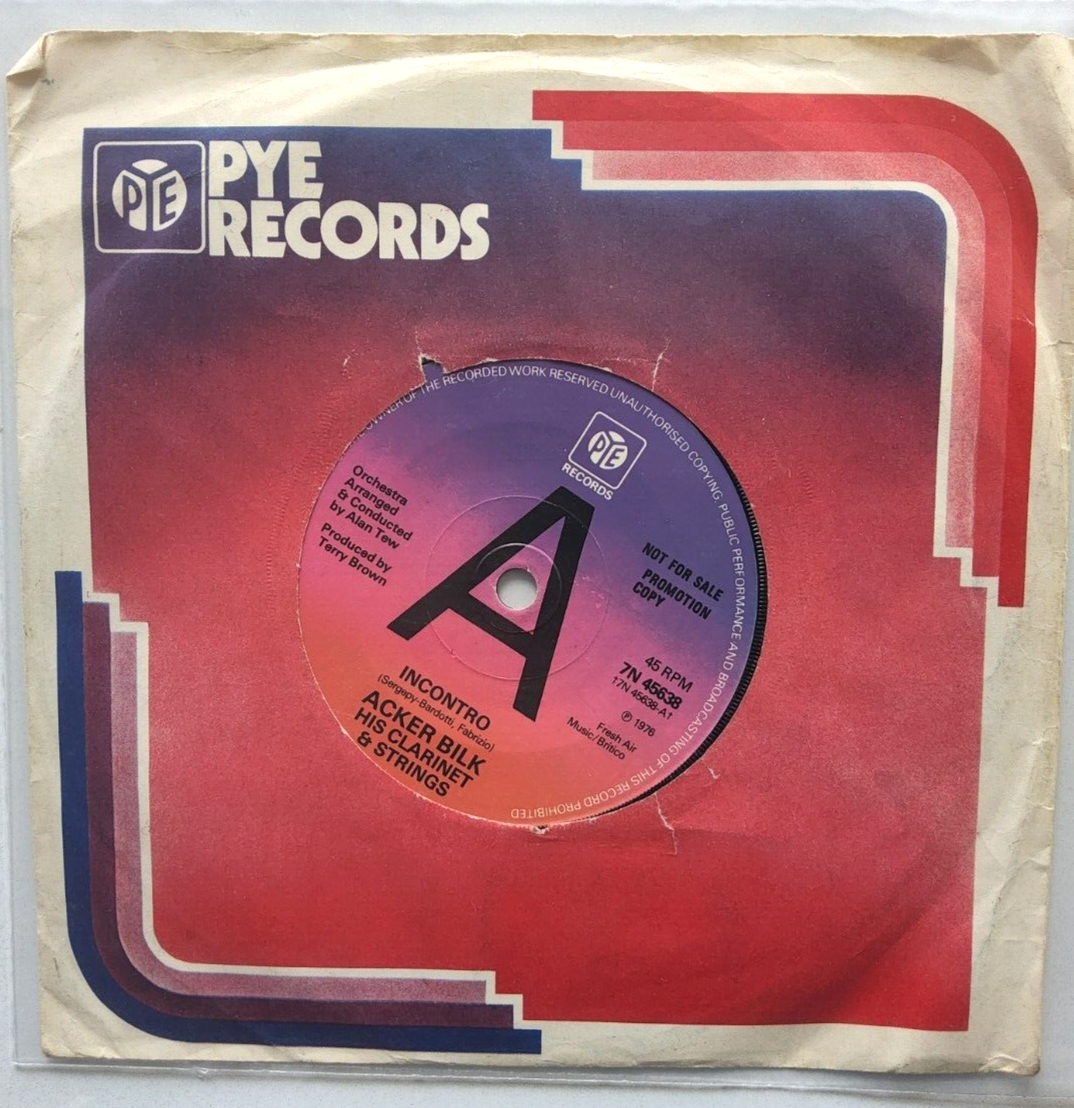 PYE
PYE
RECORDS
OWNER OF THE RECORDED WORK RESERVED UNAUTHORISED COPYING PUBLIC PERFORMANCE AND BROADCASTING OF THIS RECORD PROHIBITED
PYE
RECORDS
Orchestra
Arranged
& Conducted
by Alan Tew
Produced by
Terry Brown
A
NOT FOR SALE
PROMOTION
COPY
45 RPM
7N 45638
17N 45638-A1
℗ 1976
Fresh Air
Music/Britico
INCONTRO
(Sergepy-Bardotti, Fabrizio)
ACKER BILK
HIS CLARINET
& STRINGS